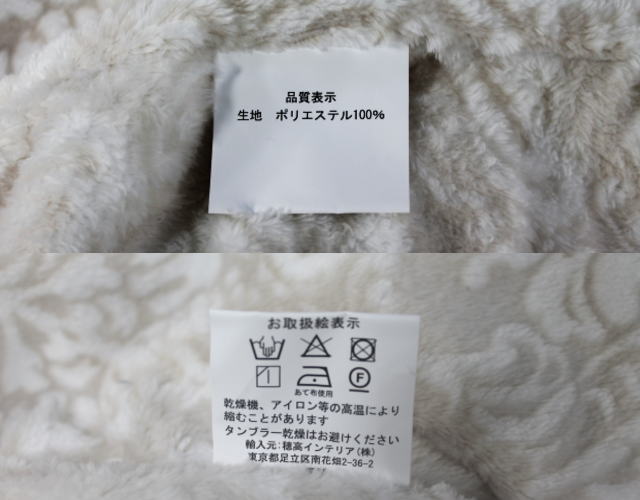 品質表示
生地 ポリエステル100%
お取扱絵表示
F
あて布使用
乾燥機、アイロン等の高温により
縮むことがあります
タンブラー乾燥はお避けください
輸入元:穂高インテリア(株)
東京都足立区南花畑2-36-2